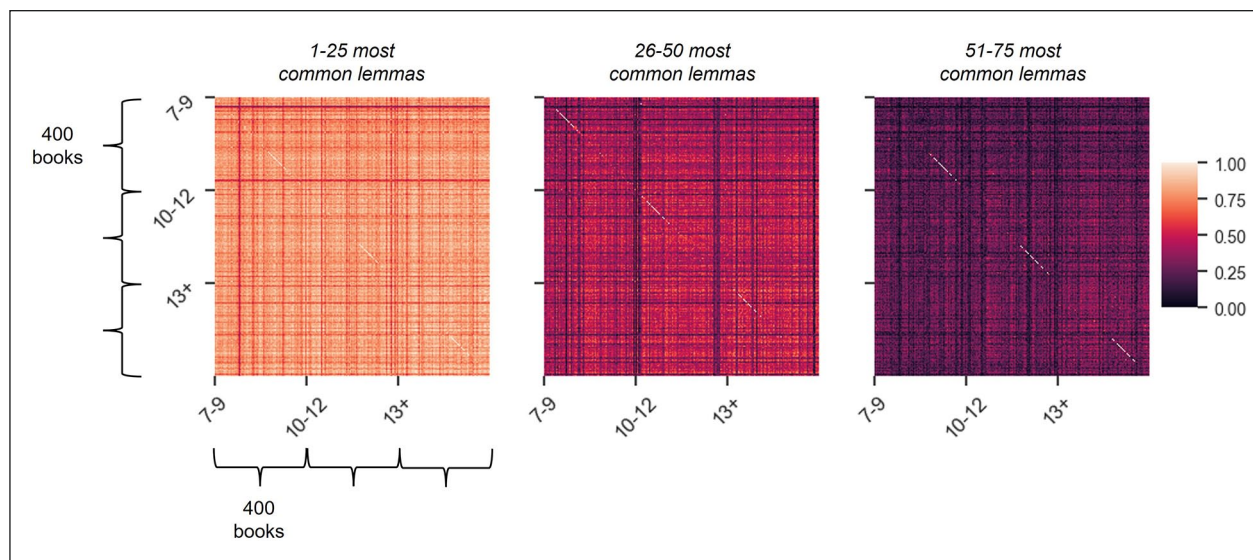 1-25 most
common lemmas
26-50 most
common lemmas
51-75 most
common lemmas
400
books
7-9
10-12
13+
1.00
0.75
0.50
0.25
0.00
7-9
10-12
13+
7-9
10-12
13+
7-9
10-12
13+
400
books